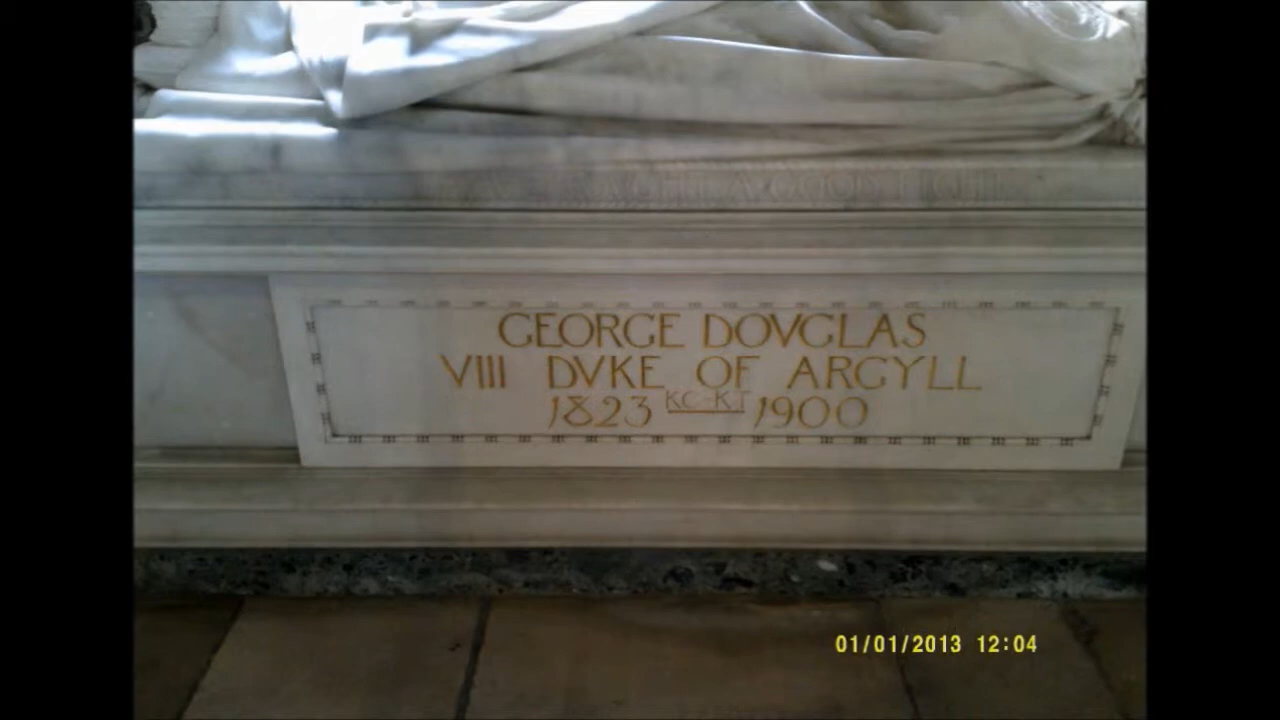 GEORGE DOVGLAS
VIII DVKE OF ARGYLL
1823 KG-KT 1900
01/01/2013 12:04